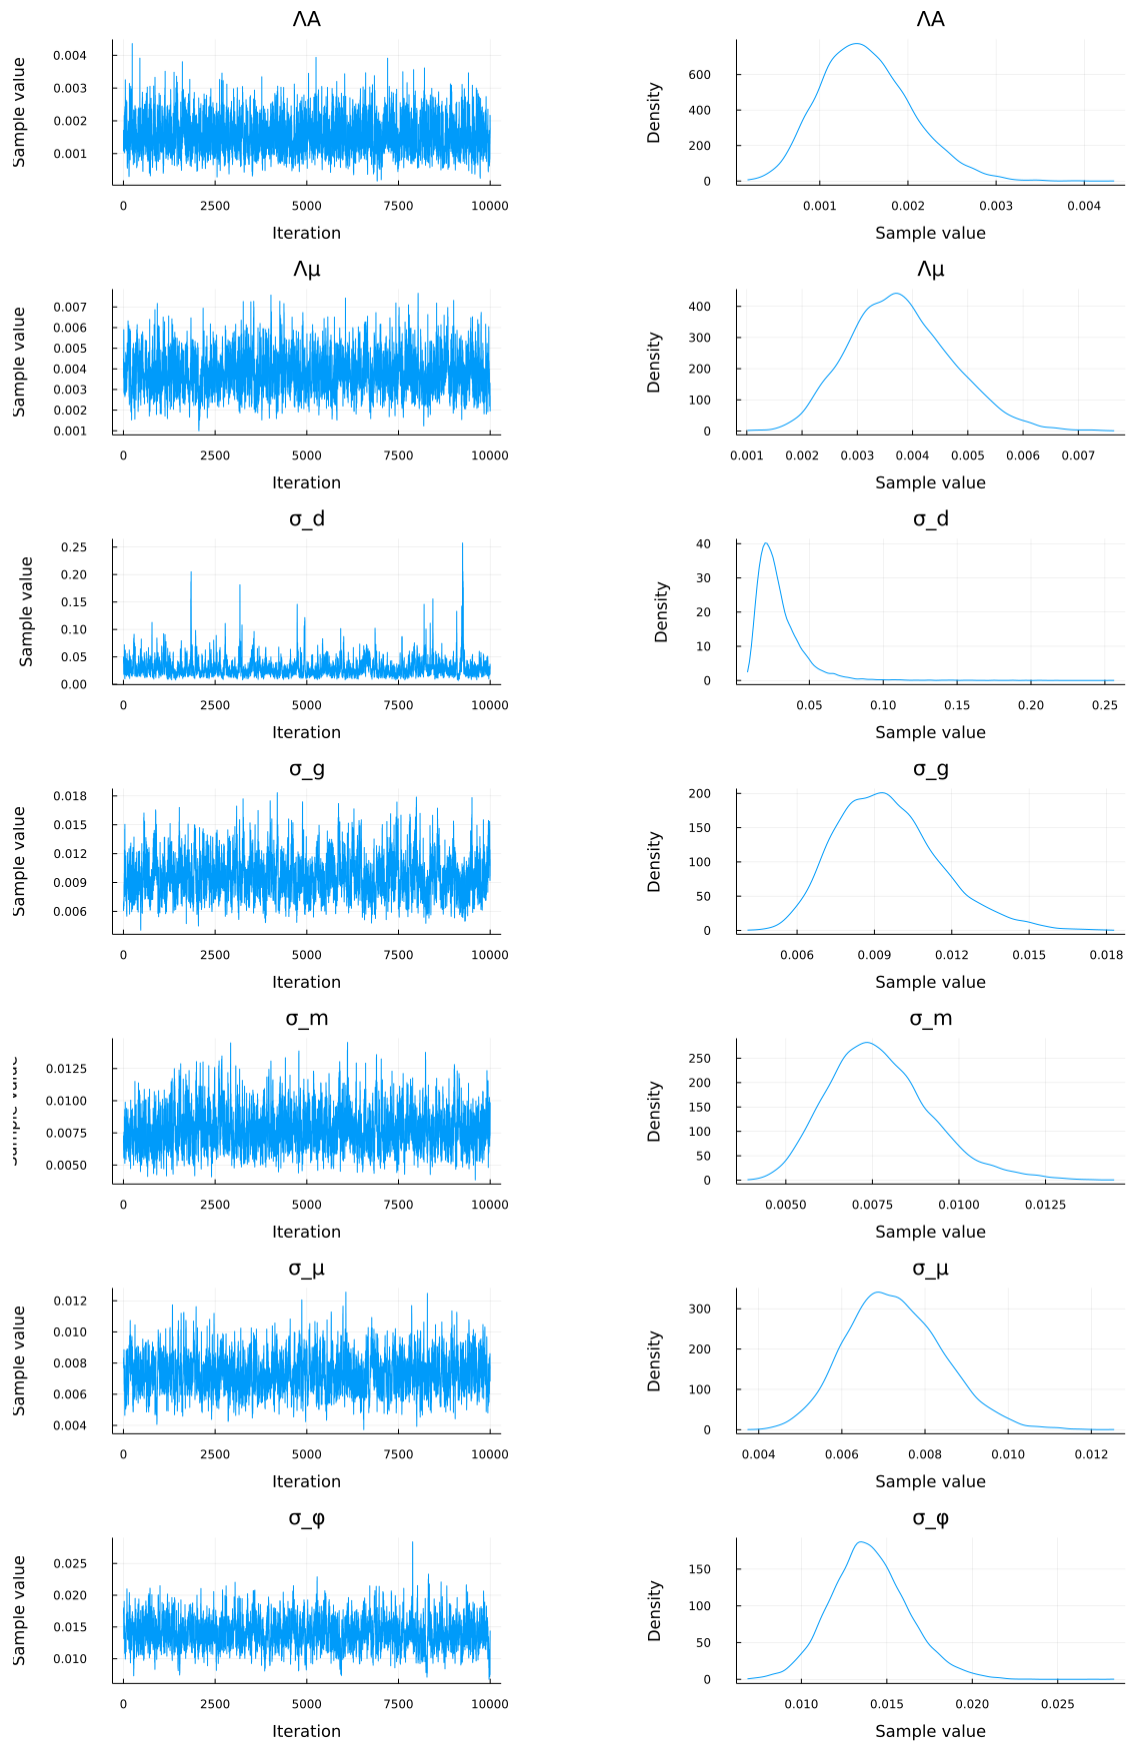 ΛA ΛA
Sample value 0.004 0.003 0.002 0.001
Density 600 400 200 0
0 2500 5000 7500 10000
0.001 0.002 0.003 0.004
Iteration Sample value
Λμ Λμ
Sample value 0.007 0.006 0.005 0.004 0.003 0.002 0.001
Density 400 300 200 100 0
0 2500 5000 7500 10000
0.001 0.002 0.003 0.004 0.005 0.006 0.007
Iteration Sample value
σ_d σ_d
Sample value 0.25 0.20 0.15 0.10 0.05 0.00
Density 40 30 20 10 0
0 2500 5000 7500 10000
0.05 0.10 0.15 0.20 0.25
Iteration Sample value
σ_g σ_g
Sample value 0.018 0.015 0.012 0.009 0.006
Density 200 150 100 50 0
0 2500 5000 7500 10000
0.006 0.009 0.012 0.015 0.018
Iteration Sample value
σ_m σ_m
Sample value 0.0125 0.0100 0.0075 0.0050
Density 250 200 150 100 50 0
0 2500 5000 7500 10000
0.0050 0.0075 0.0100 0.0125
Iteration Sample value
σ_μ σ_μ
Sample value 0.012 0.010 0.008 0.006 0.004
Density 300 200 100 0
0 2500 5000 7500 10000
0.004 0.006 0.008 0.010 0.012
Iteration Sample value
σ_φ σ_φ
Sample value 0.025 0.020 0.015 0.010
Density 150 100 50 0
0 2500 5000 7500 10000
0.010 0.015 0.020 0.025
Iteration Sample value